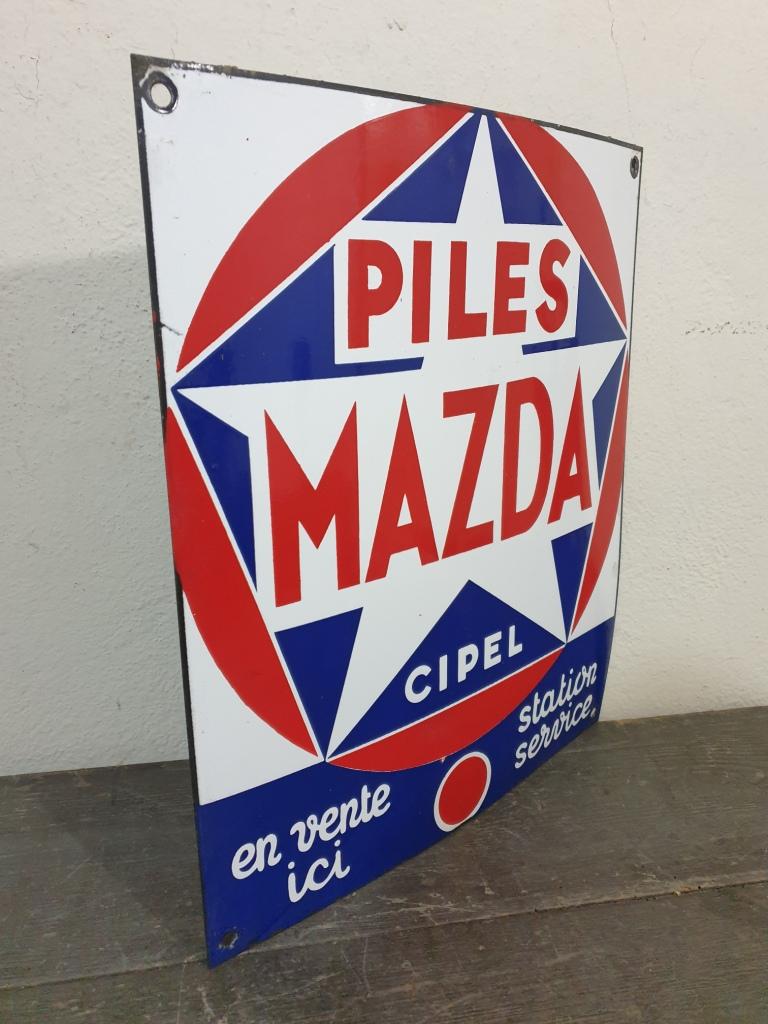 PILES
MAZDA
CIPEL
en vente
ici
station
service.